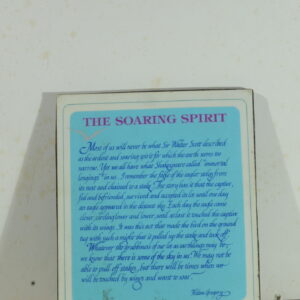 THE SOARING SPIRIT
Most of us will never be what Sir Walter Scott described
as the ardent and soaring spirit for which the earth seems too
narrow. Yet we all have what Shakespeare called "immortal
longings" in us. I remember the fable of the eaglet stray from
its nest and chained to a stake. The story has it that the captive,
fed and befriended, survived and accepted its lot until one day
an eagle appeared in the distant sky. Each day the eagle came
closer, circling lower and lower, until at last it touched the captive
with its wings. It was this act that made the bird on the ground
tug with such a might that it pulled up the stake and took off.
Whatever the drabness of our lot as earthlings may be
we know that there is some of the sky in us. We may not be
able to pull off stakes, but there will be times when we
will be touched by wings and want to soar